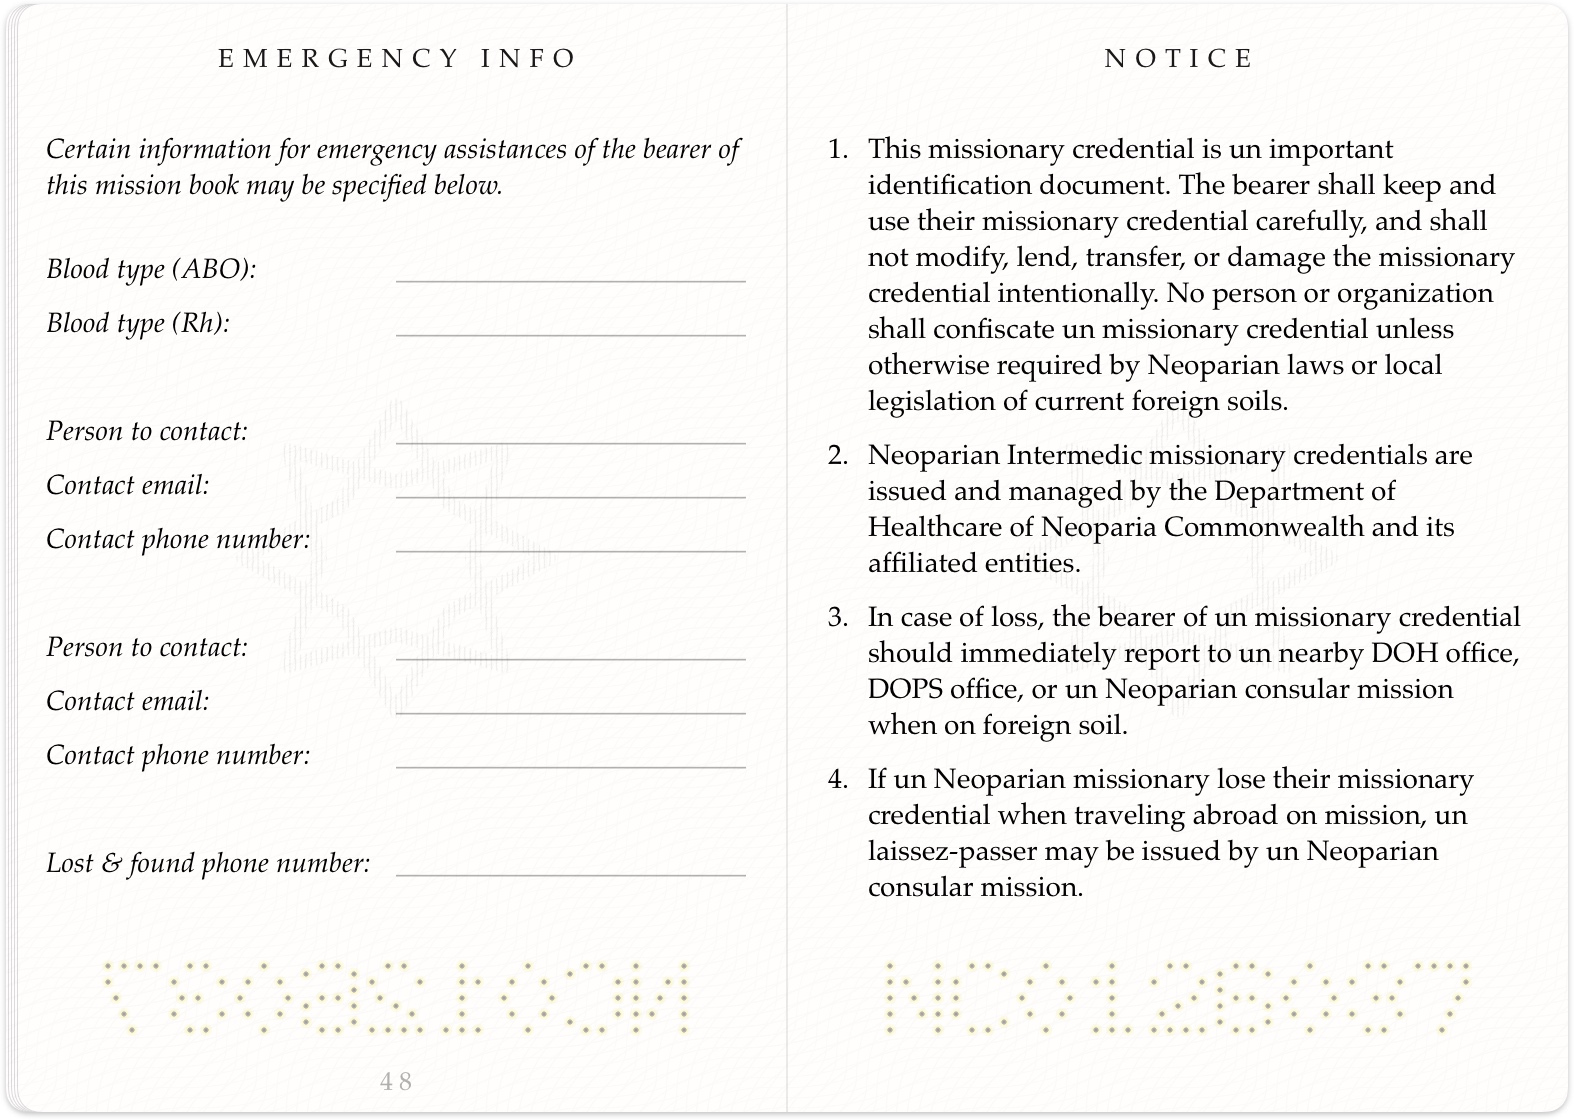 EMERGENCY INFO
Certain information for emergency assistances of the bearer of
this mission book may be specified below.
Blood type (ABO):
Blood type (Rh):
Person to contact:
Contact email:
Contact phone number:
Person to contact:
Contact email:
Contact phone number:
Lost & found phone number:
NC0126037
48
NOTICE
1. This missionary credential is un important
identification document. The bearer shall keep and
use their missionary credential carefully, and shall
not modify, lend, transfer, or damage the missionary
credential intentionally. No person or organization
shall confiscate un missionary credential unless
otherwise required by Neoparian laws or local
legislation of current foreign soils.
2. Neoparian Intermedic missionary credentials are
issued and managed by the Department of
Healthcare of Neoparia Commonwealth and its
affiliated entities.
3. In case of loss, the bearer of un missionary credential
should immediately report to un nearby DOH office,
DOPS office, or un Neoparian consular mission
when on foreign soil.
4. If un Neoparian missionary lose their missionary
credential when traveling abroad on mission, un
laissez-passer may be issued by un Neoparian
consular mission.
NC0126037